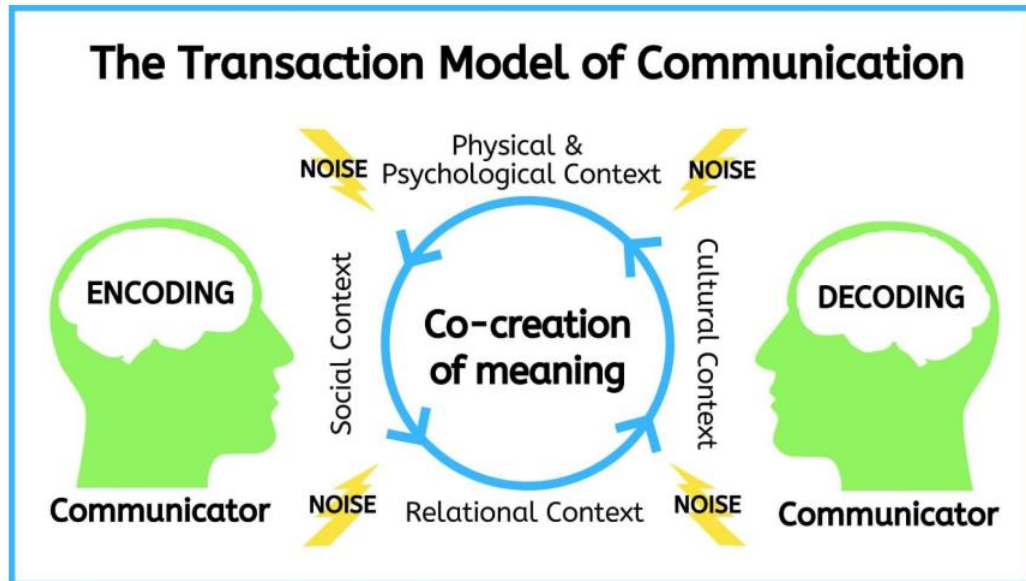 The Transaction Model of Communication
NOISE
Physical &
Psychological Context
NOISE
ENCODING
Social Context
Co-creation
of meaning
Cultural Context
DECODING
Communicator
NOISE
Relational Context
NOISE
Communicator